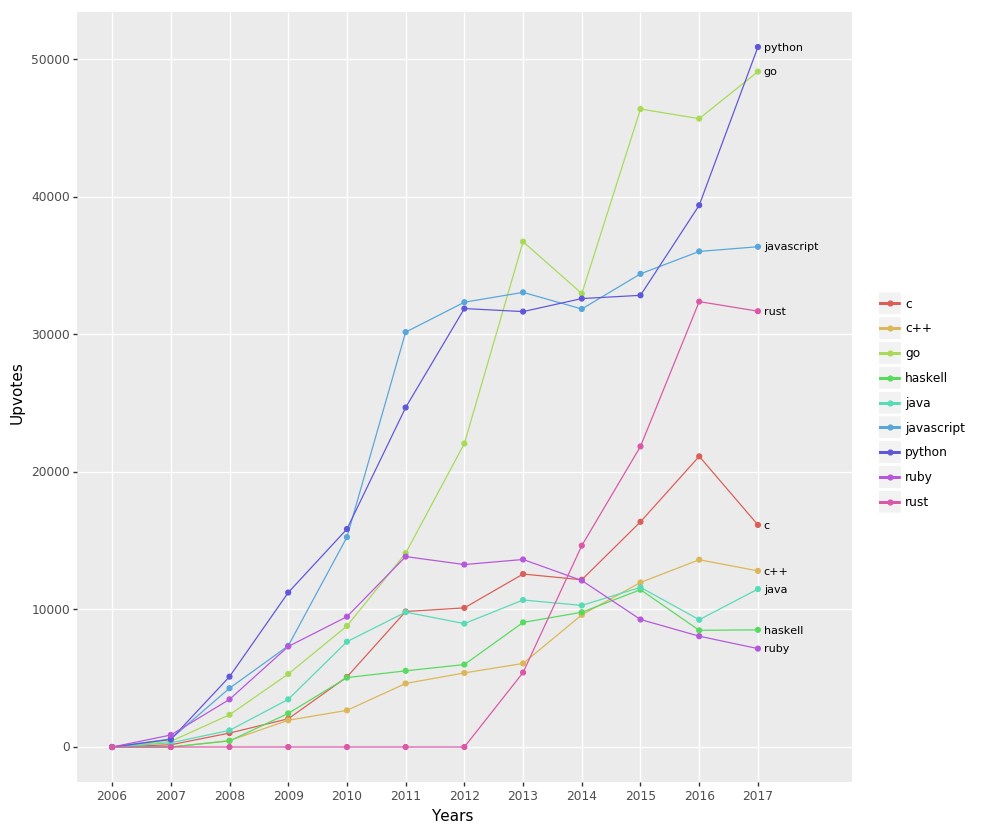 50000
40000
30000
20000
10000
0
Upvotes
2006 2007 2008 2009 2010 2011 2012 2013 2014 2015 2016 2017
Years
python
go
javascript
rust
c
c++
java
haskell
ruby
c
c++
go
haskell
java
javascript
python
ruby
rust